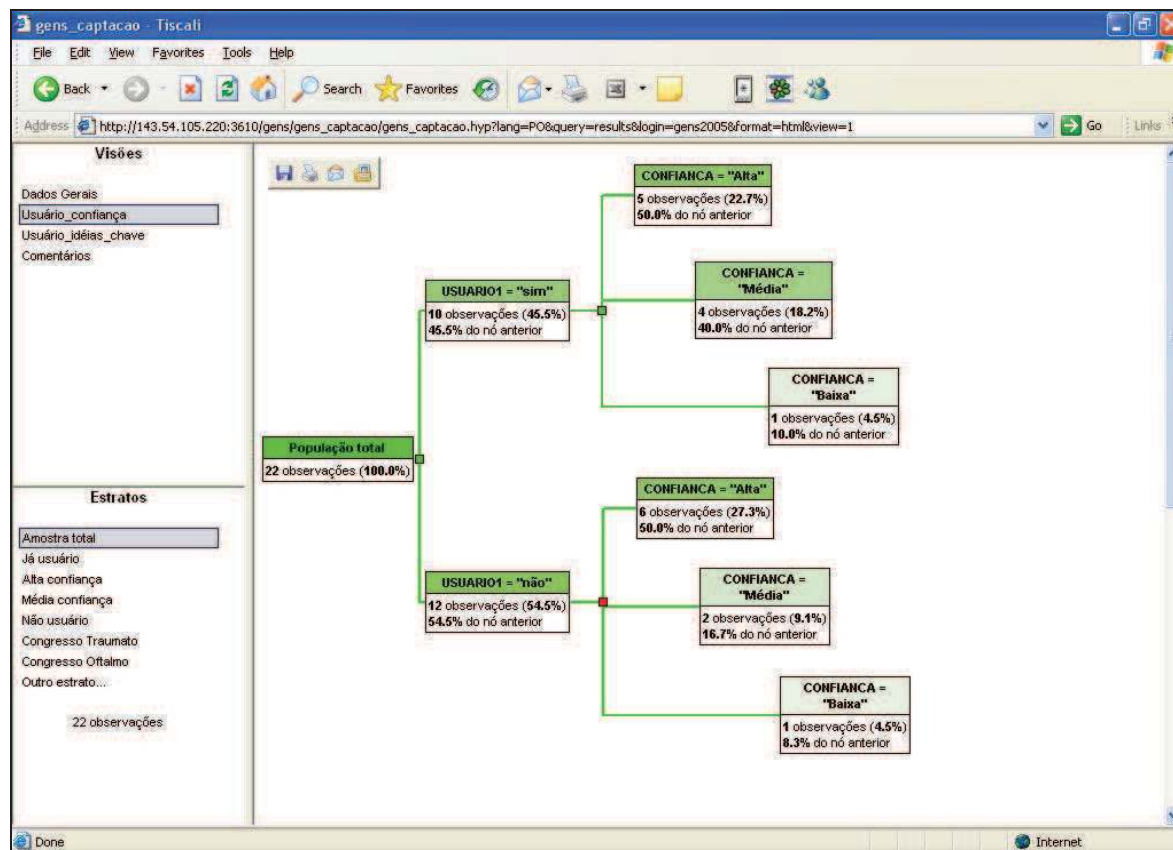 gens_captacao - Tiscali
File Edit View Favorites Tools Help
Back Search Favorites
Address http://143.54.105.220:3610/gens/gens_captacao/gens_captacao.hyp?lang=PO&query=results&login=gens2005&format=html&view=1 Go Links
Visões
Dados Gerais
Usuário_confiança
Usuário_idéias_chave
Comentários
Estratos
Amostra total
Já usuário
Alta confiança
Média confiança
Não usuário
Congresso Traumato
Congresso Oftalmo
Outro estrato...
22 observações
População total
22 observações (100.0%)
USUARIO1 = "sim"
10 observações (45.5%)
45.5% do nó anterior
CONFIANCA = "Alta"
5 observações (22.7%)
50.0% do nó anterior
CONFIANCA =
"Média"
4 observações (18.2%)
40.0% do nó anterior
CONFIANCA =
"Baixa"
1 observações (4.5%)
10.0% do nó anterior
USUARIO1 = "não"
12 observações (54.5%)
54.5% do nó anterior
CONFIANCA = "Alta"
6 observações (27.3%)
50.0% do nó anterior
CONFIANCA =
"Média"
2 observações (9.1%)
16.7% do nó anterior
CONFIANCA =
"Baixa"
1 observações (4.5%)
8.3% do nó anterior
Done Internet